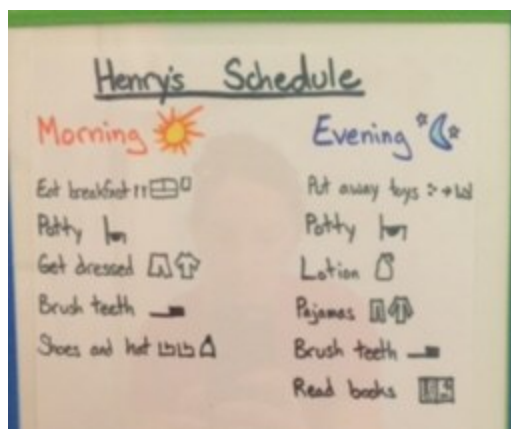 Henry's Schedule
Morning
Eat breakfast
Potty
Get dressed
Brush teeth
Shoes and hat
Evening
Put away toys
Potty
Lotion
Pajamas
Brush teeth
Read books